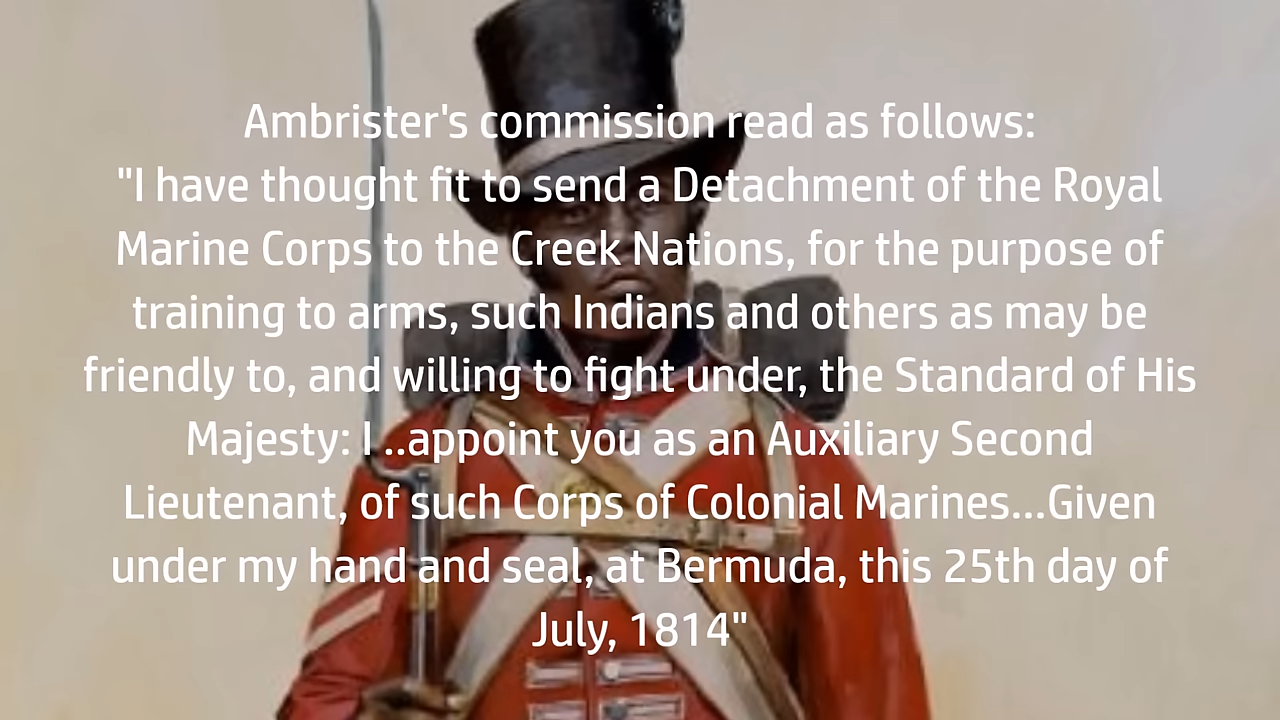 Ambrister's commission read as follows:
"I have thought fit to send a Detachment of the Royal
Marine Corps to the Creek Nations, for the purpose of
training to arms, such Indians and others as may be
friendly to, and willing to fight under, the Standard of His
Majesty: I ..appoint you as an Auxiliary Second
Lieutenant, of such Corps of Colonial Marines...Given
under my hand and seal, at Bermuda, this 25th day of
July, 1814"